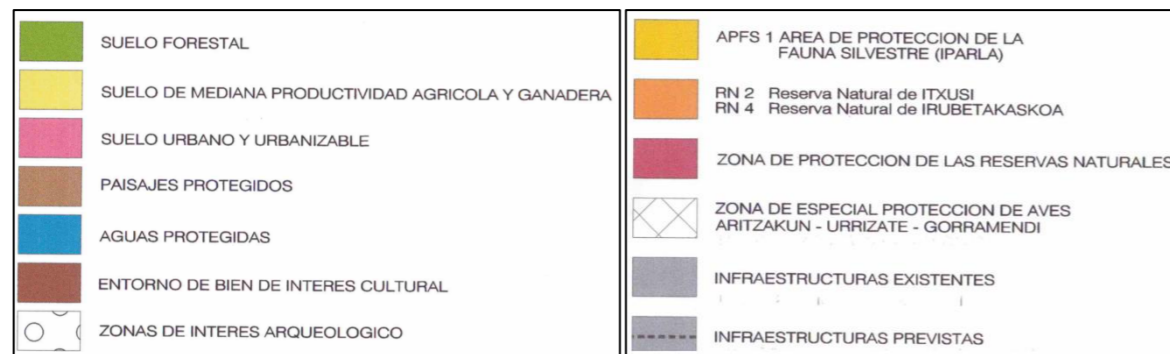 SUELO FORESTAL
SUELO DE MEDIANA PRODUCTIVIDAD AGRICOLA Y GANADERA
SUELO URBANO Y URBANIZABLE
PAISAJES PROTEGIDOS
AGUAS PROTEGIDAS
ENTORNO DE BIEN DE INTERES CULTURAL
ZONAS DE INTERES ARQUEOLOGICO
APFS 1 AREA DE PROTECCION DE LA
FAUNA SILVESTRE (IPARLA)
RN 2 Reserva Natural de ITXUSI
RN 4 Reserva Natural de IRUBETAKASKOA
ZONA DE PROTECCION DE LAS RESERVAS NATURALES
ZONA DE ESPECIAL PROTECCION DE AVES
ARITZAKUN - URRIZATE - GORRAMENDI
INFRAESTRUCTURAS EXISTENTES
INFRAESTRUCTURAS PREVISTAS